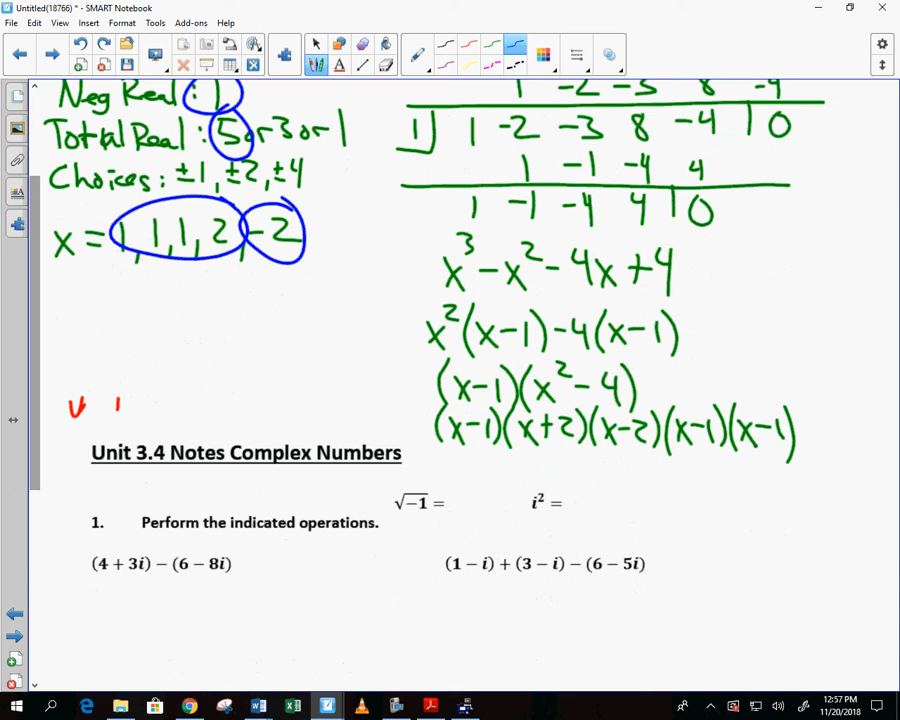 Untitled(18766) * - SMART Notebook
File Edit View Insert Format Tools Add-ons Help
Neg Real : 1
Total Real : 5 or 3 or 1
Choices: ±1, ±2, ±4
x = 1, 1, 1, 2, -2
1 -2 -3 8 -4
1 | 1 -2 -3 8 -4 | 0
1 -1 -4 4
1 -1 -4 4 | 0
x³ - x² - 4x + 4
x²(x-1) - 4(x-1)
(x-1)(x² - 4)
(x-1)(x+2)(x-2)(x-1)(x-1)
Unit 3.4 Notes Complex Numbers
√−1 = i² =
1. Perform the indicated operations.
(4 + 3i) − (6 − 8i) (1 − i) + (3 − i) − (6 − 5i)
12:57 PM
11/20/2018